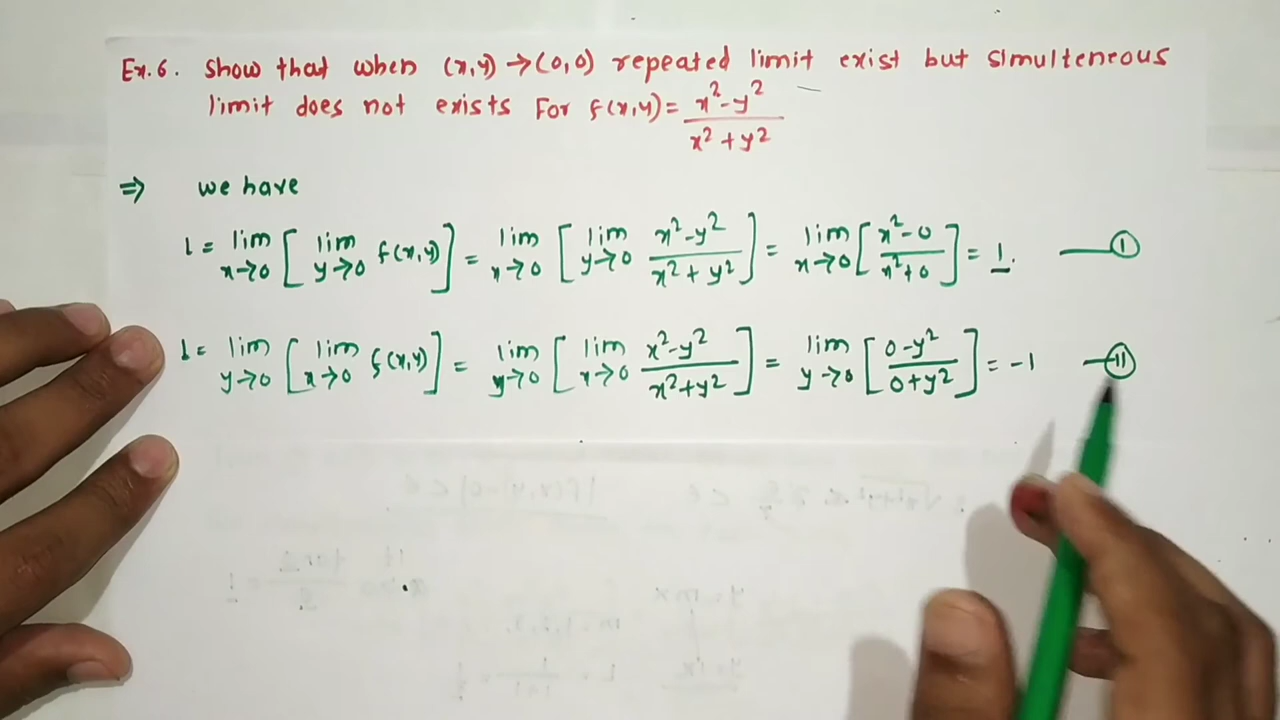 Ex.6. Show that when (x,y)→(0,0) repeated limit exist but simulteneous
limit does not exists For f(x,y)= x²-y² / x²+y²
⇒ we have
l = lim x→0 [ lim y→0 f(x,y) ] = lim x→0 [ lim y→0 x²-y² / x²+y² ] = lim x→0 [ x²-0 / x²+0 ] = 1. —— I
l = lim y→0 [ lim x→0 f(x,y) ] = lim y→0 [ lim x→0 x²-y² / x²+y² ] = lim y→0 [ 0-y² / 0+y² ] = -1 —— II